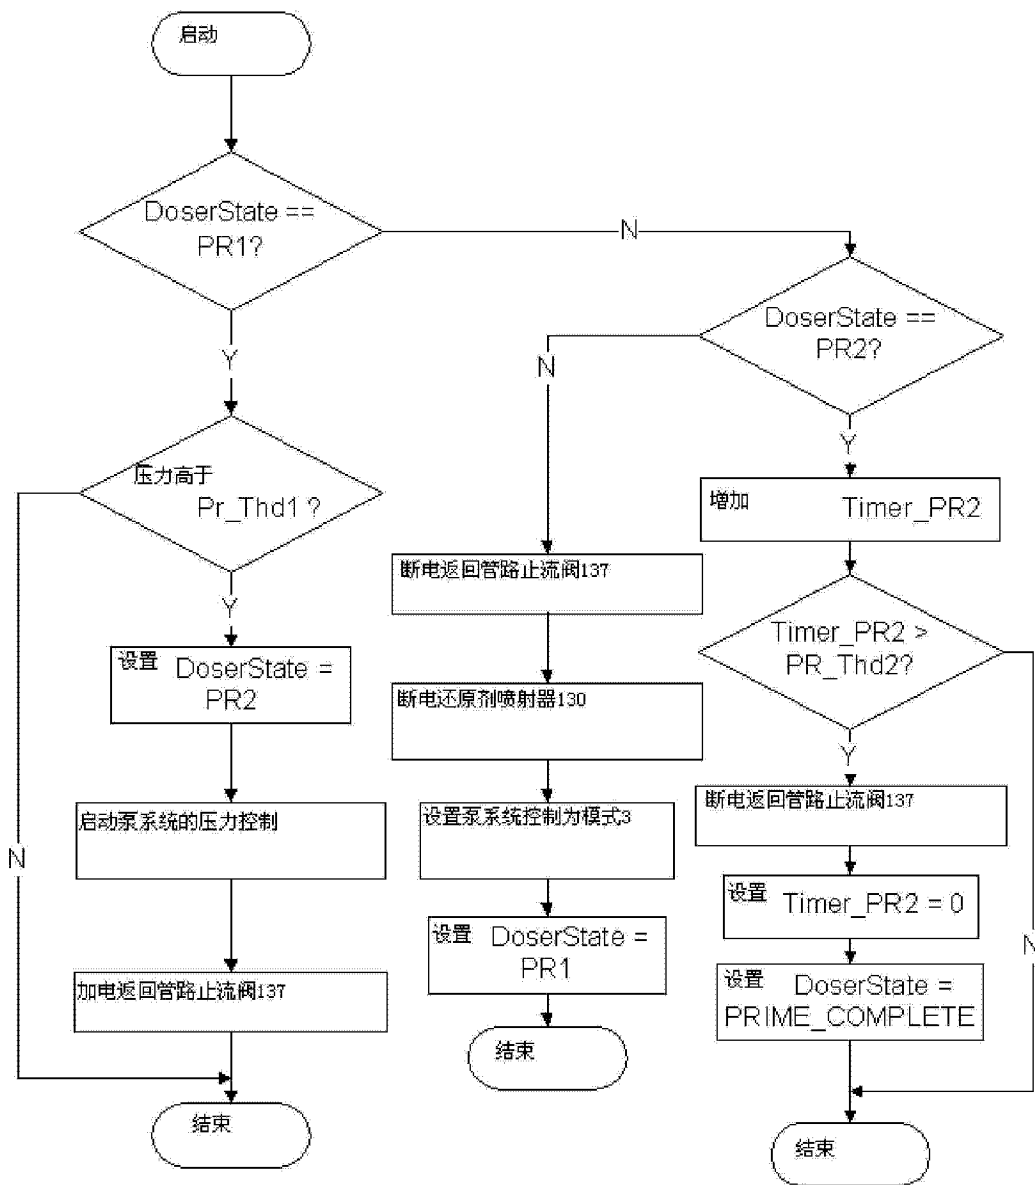 启动
DoserState ==
PR1?
N
Y
DoserState ==
PR2?
N
Y
压力高于
Pr_Thd1 ?
Y
N
设置 DoserState =
PR2
启动泵系统的压力控制
加电返回管路止流阀137
结束
断电返回管路止流阀137
断电还原剂喷射器130
设置泵系统控制为模式3
设置 DoserState =
PR1
结束
增加 Timer_PR2
Timer_PR2 >
PR_Thd2?
Y
N
断电返回管路止流阀137
设置 Timer_PR2 = 0
设置 DoserState =
PRIME_COMPLETE
结束